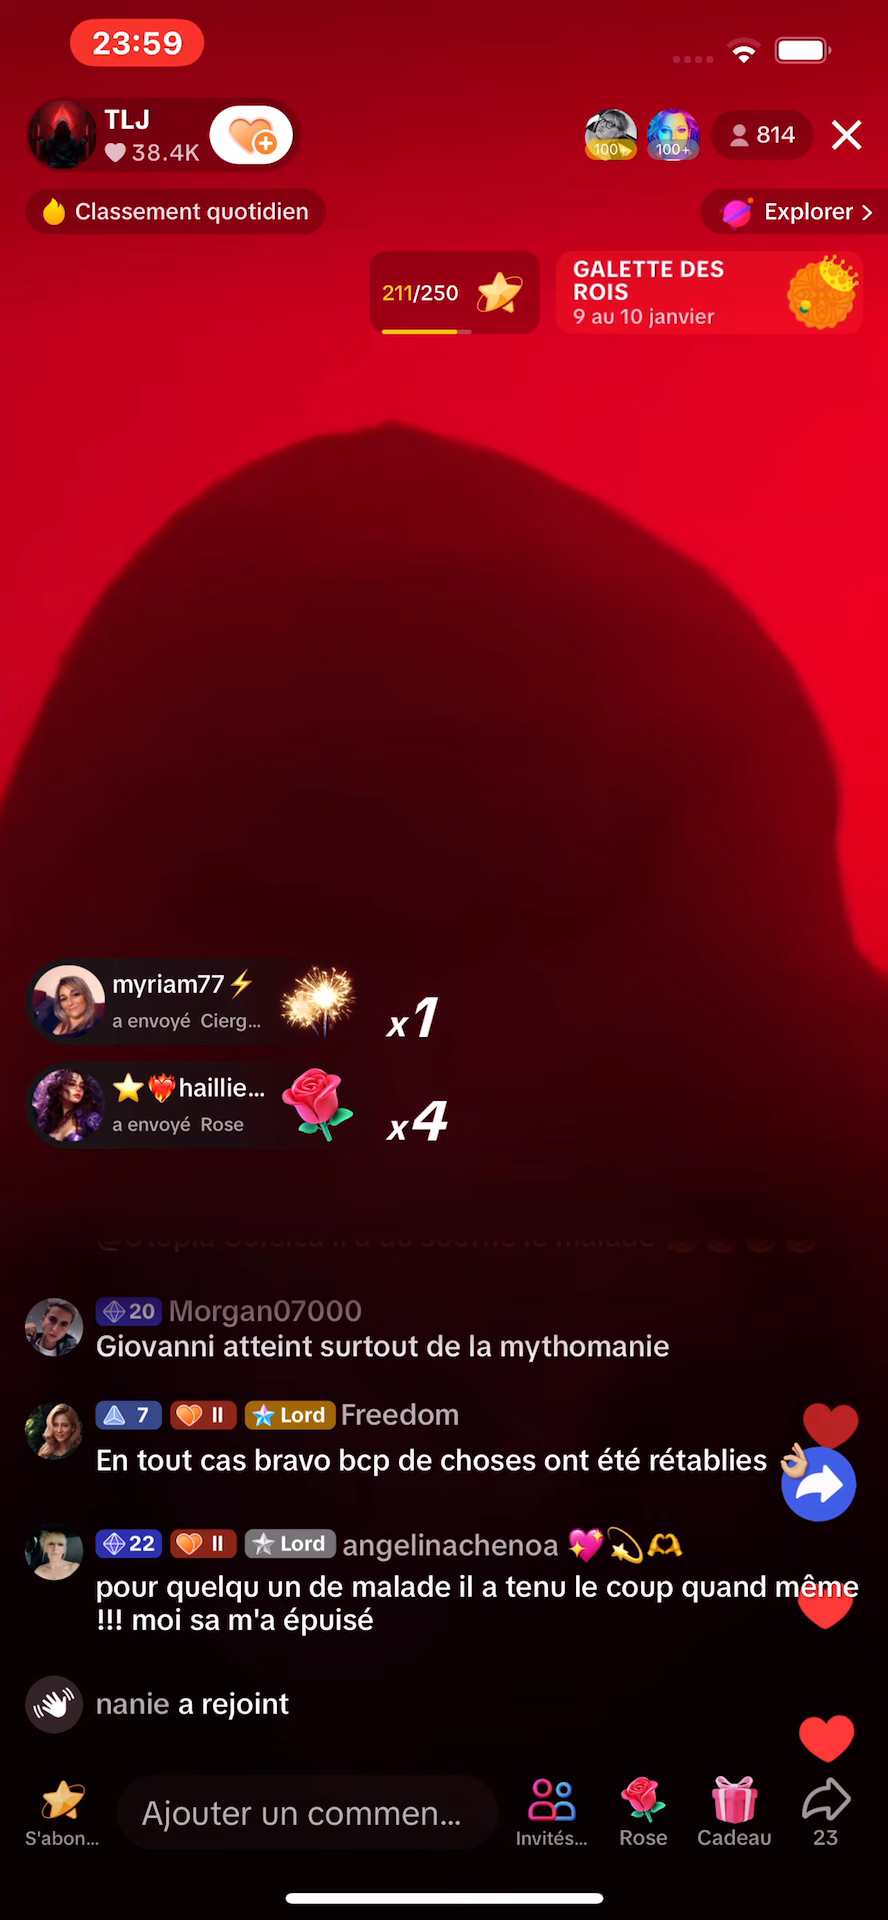 23:59
TLJ
38.4K
100+
100+
814
Classement quotidien
Explorer
211/250
GALETTE DES
ROIS
9 au 10 janvier
myriam77⚡
a envoyé Cierg...
x1
⭐❤️‍🔥haillie...
a envoyé Rose
x4
20 Morgan07000
Giovanni atteint surtout de la mythomanie
7 II Lord Freedom
En tout cas bravo bcp de choses ont été rétablies 👌🏼
22 II Lord angelinachenoa 💖💫🫶
pour quelqu un de malade il a tenu le coup quand même
!!! moi sa m'a épuisé
nanie a rejoint
Ajouter un commen...
S'abon...
Invités...
Rose
Cadeau
23